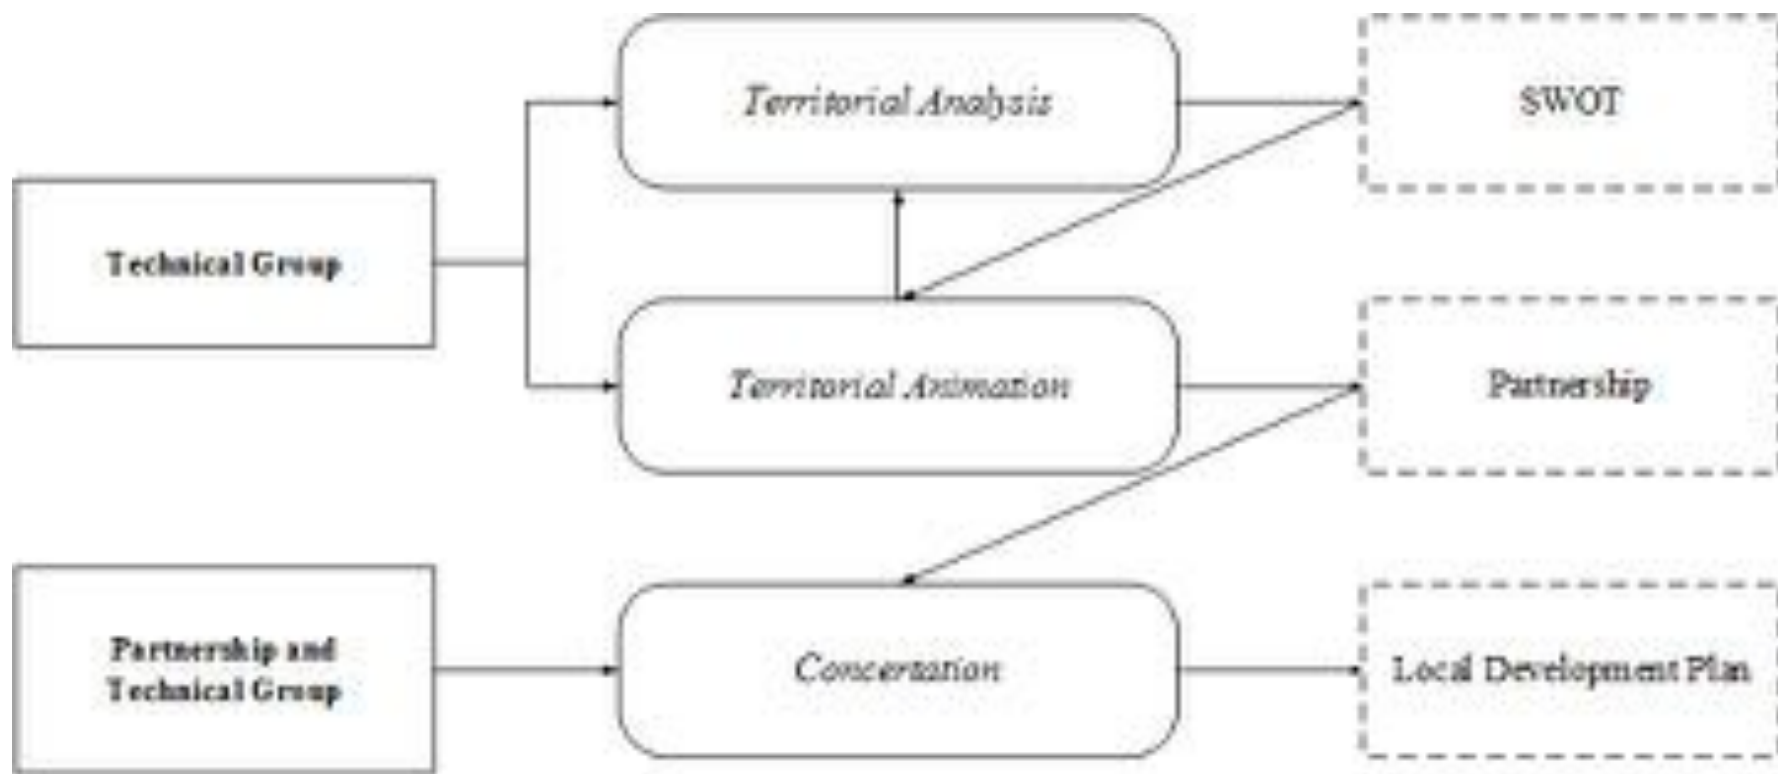 Territorial Analysis
SWOT
Technical Group
Territorial Animation
Partnership
Partnership and
Technical Group
Concertation
Local Development Plan